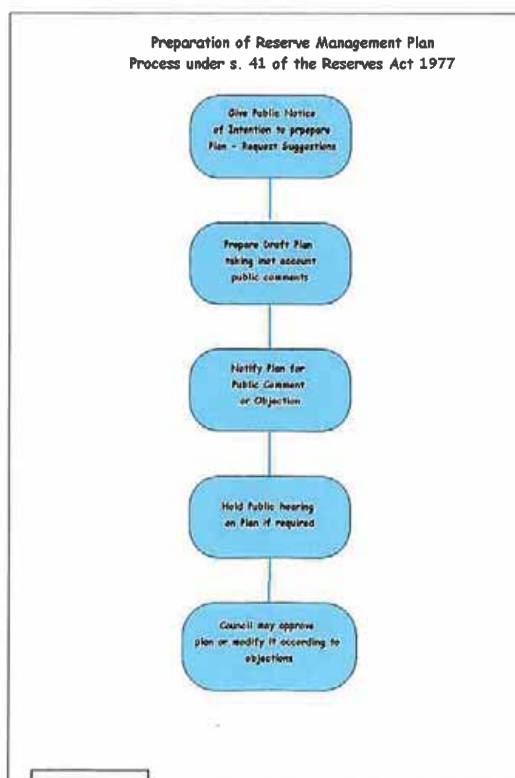 Preparation of Reserve Management Plan
Process under s. 41 of the Reserves Act 1977
Give Public Notice
of Intention to prpepare
Plan - Request Suggestions
Prepare Draft Plan
taking inot account
public comments
Notify Plan for
Public Comment
or Objection
Hold Public hearing
on Plan if required
Council may approve
plan or modify it according to
objections